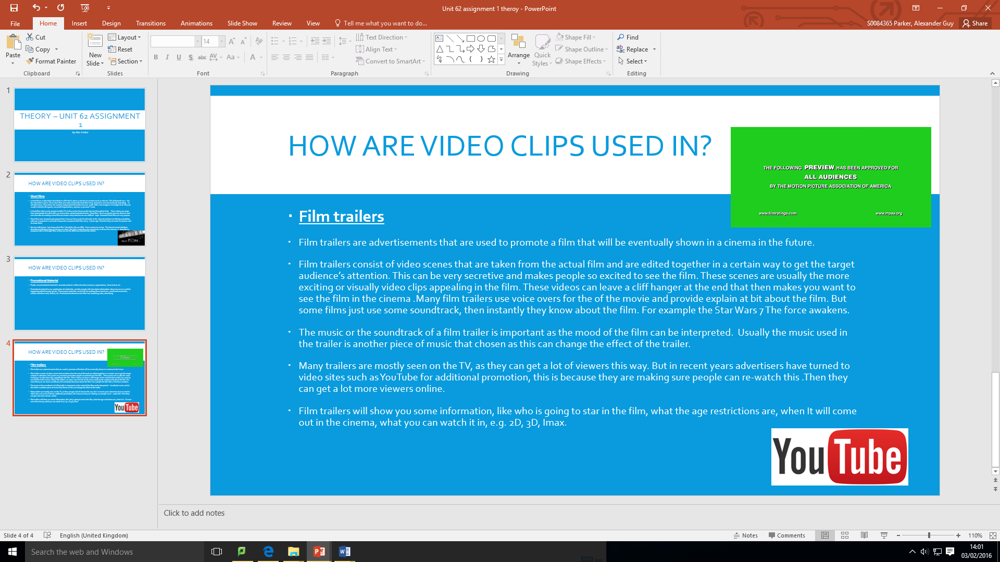 Unit 62 assignment 1 theroy - PowerPoint
File Home Insert Design Transitions Animations Slide Show Review View Tell me what you want to do...
S0084365 Parker, Alexander Guy Share
Paste
Cut
Copy
Format Painter
Clipboard
New Slide
Layout
Reset
Section
Slides
14
B I U S abc AV Aa A
Font
Text Direction
Align Text
Convert to SmartArt
Paragraph
Arrange
Quick Styles
Shape Fill
Shape Outline
Shape Effects
Drawing
Find
Replace
Select
Editing
1
THEORY – UNIT 62 ASSIGNMENT
1
By Alex Parker
2
HOW ARE VIDEO CLIPS USED IN?
Short films
3
HOW ARE VIDEO CLIPS USED IN?
Promotional Material
4
HOW ARE VIDEO CLIPS USED IN?
Film trailers
YouTube
HOW ARE VIDEO CLIPS USED IN?
THE FOLLOWING PREVIEW HAS BEEN APPROVED FOR
ALL AUDIENCES
BY THE MOTION PICTURE ASSOCIATION OF AMERICA
www.filmratings.com www.mpaa.org
Film trailers
Film trailers are advertisements that are used to promote a film that will be eventually shown in a cinema in the future.
Film trailers consist of video scenes that are taken from the actual film and are edited together in a certain way to get the target
audience's attention. This can be very secretive and makes people so excited to see the film. These scenes are usually the more
exciting or visually video clips appealing in the film. These videos can leave a cliff hanger at the end that then makes you want to
see the film in the cinema .Many film trailers use voice overs for the of the movie and provide explain at bit about the film. But
some films just use some soundtrack, then instantly they know about the film. For example the Star Wars 7 The force awakens.
The music or the soundtrack of a film trailer is important as the mood of the film can be interpreted. Usually the music used in
the trailer is another piece of music that chosen as this can change the effect of the trailer.
Many trailers are mostly seen on the TV, as they can get a lot of viewers this way. But in recent years advertisers have turned to
video sites such as YouTube for additional promotion, this is because they are making sure people can re-watch this .Then they
can get a lot more viewers online.
Film trailers will show you some information, like who is going to star in the film, what the age restrictions are, when It will come
out in the cinema, what you can watch it in, e.g. 2D, 3D, Imax.
YouTube
Click to add notes
Slide 4 of 4 English (United Kingdom) Notes Comments 110%
Search the web and Windows
14:01
03/02/2016